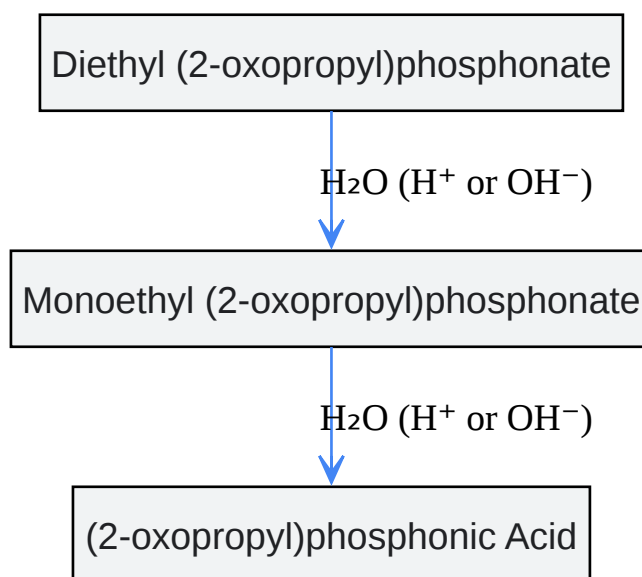 Diethyl (2-oxopropyl)phosphonate
H₂O (H⁺ or OH⁻)
Monoethyl (2-oxopropyl)phosphonate
H₂O (H⁺ or OH⁻)
(2-oxopropyl)phosphonic Acid